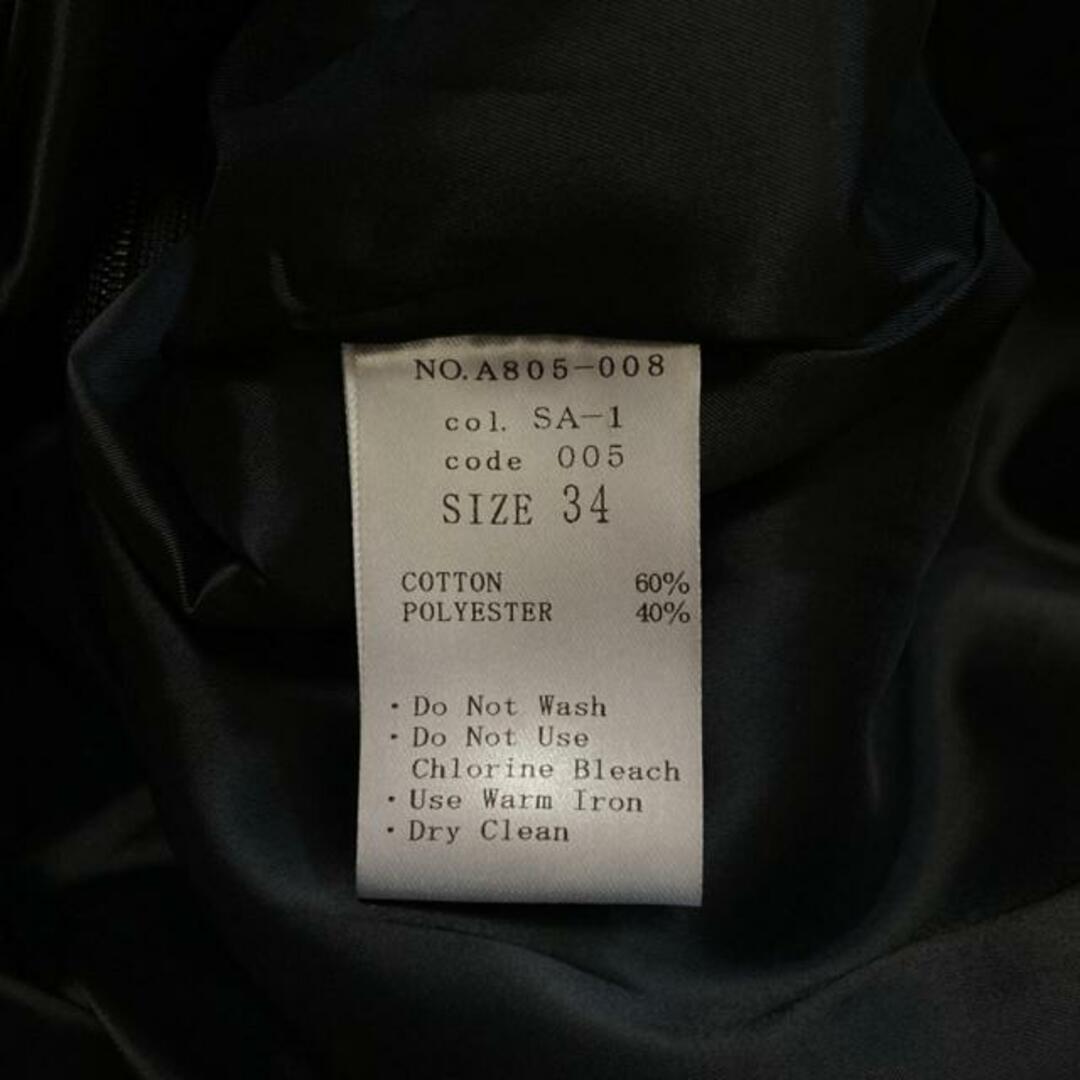 NO.A805-008
col. SA-1
code 005
SIZE 34
COTTON 60%
POLYESTER 40%
・Do Not Wash
・Do Not Use
Chlorine Bleach
・Use Warm Iron
・Dry Clean